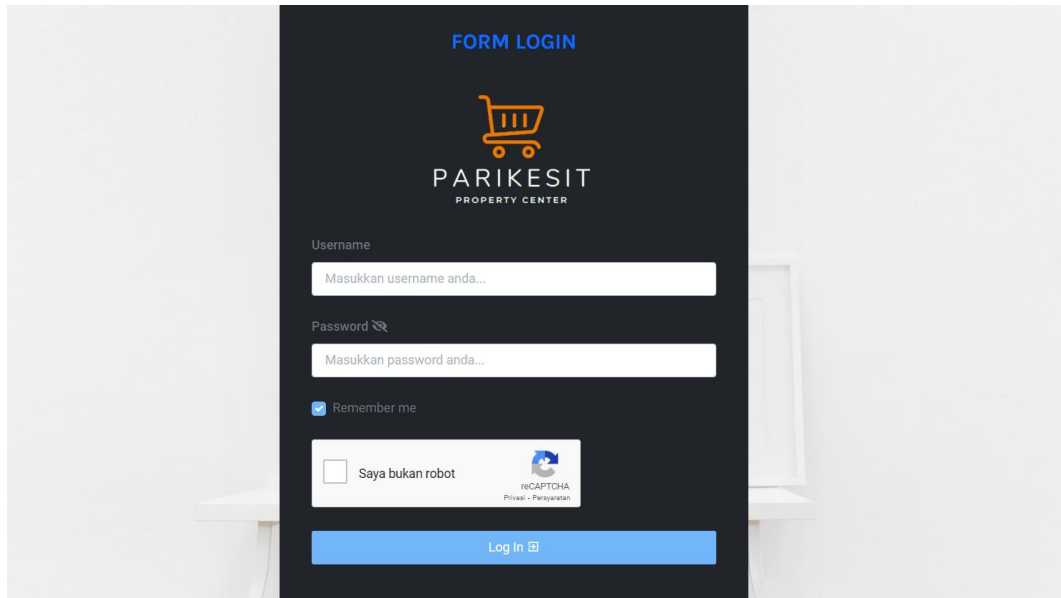 FORM LOGIN
PARIKESIT
PROPERTY CENTER
Username
Masukkan username anda...
Password
Masukkan password anda...
Remember me
Saya bukan robot
reCAPTCHA
Privasi - Persyaratan
Log In